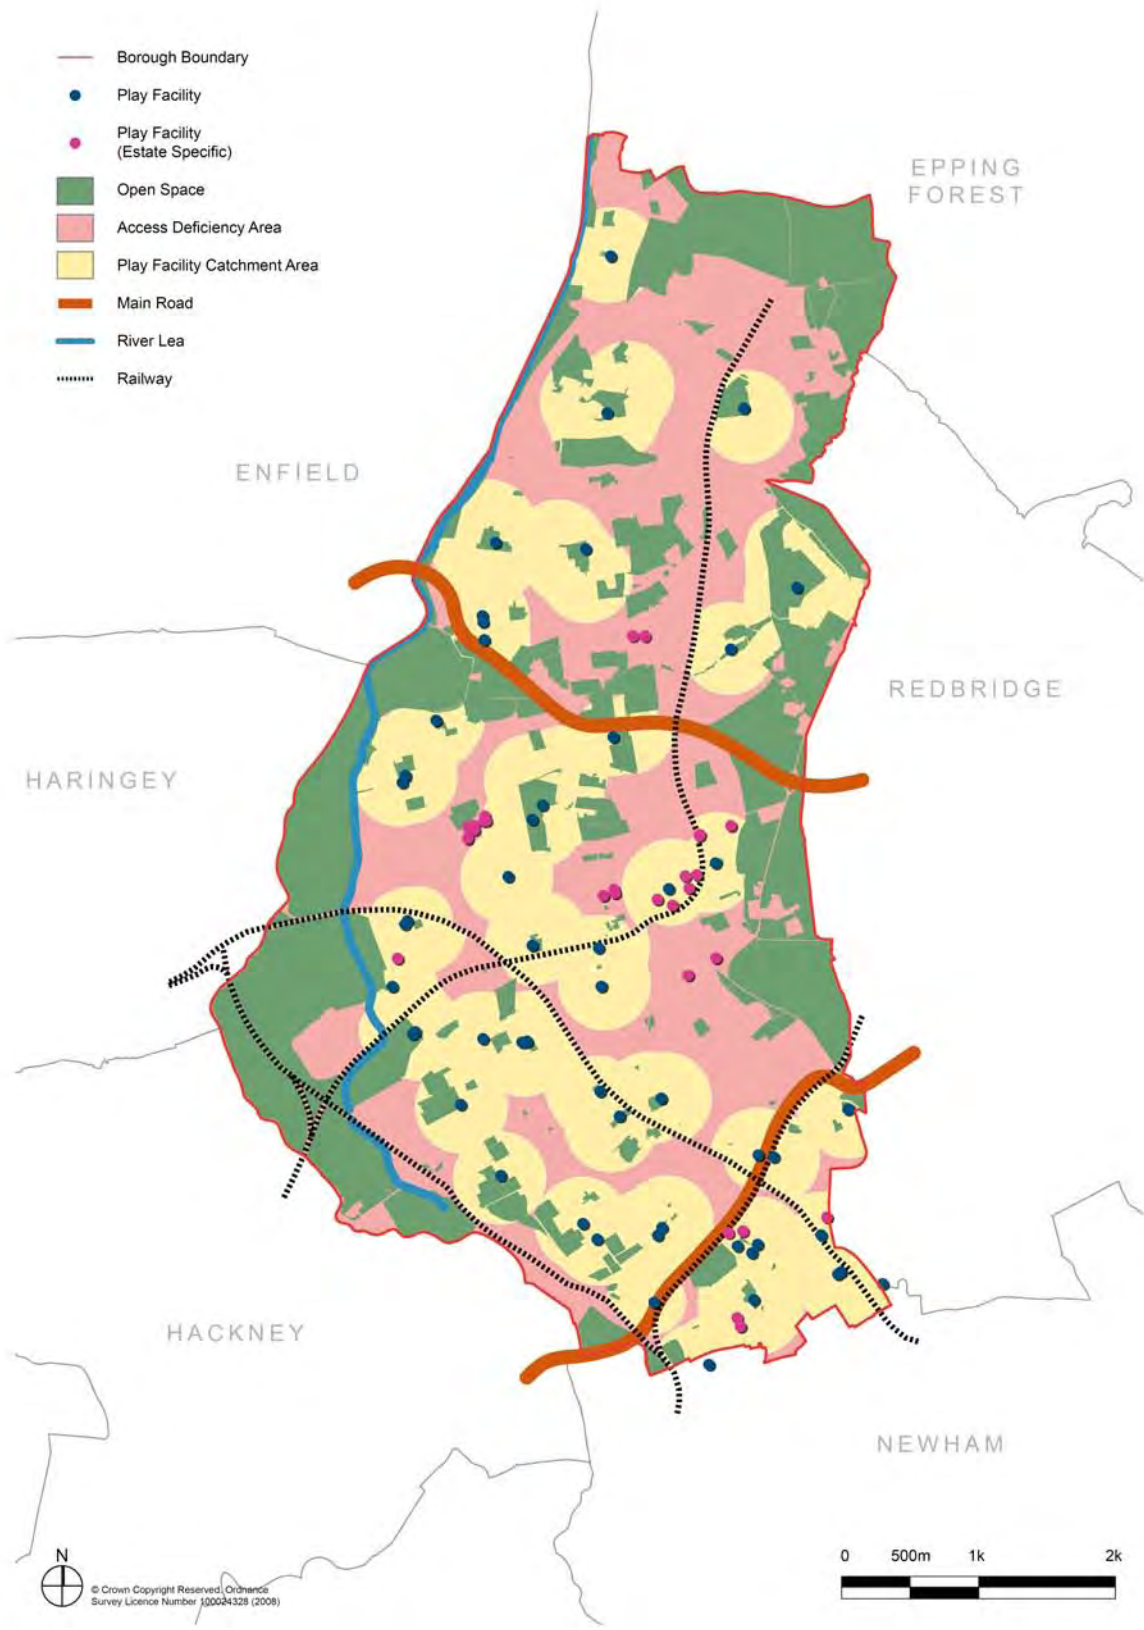 Borough Boundary
Play Facility
Play Facility
(Estate Specific)
Open Space
Access Deficiency Area
Play Facility Catchment Area
Main Road
River Lea
Railway
EPPING
FOREST
ENFIELD
REDBRIDGE
HARINGEY
HACKNEY
NEWHAM
N
© Crown Copyright Reserved. Ordnance
Survey Licence Number 100024328 (2008)
0 500m 1k 2k